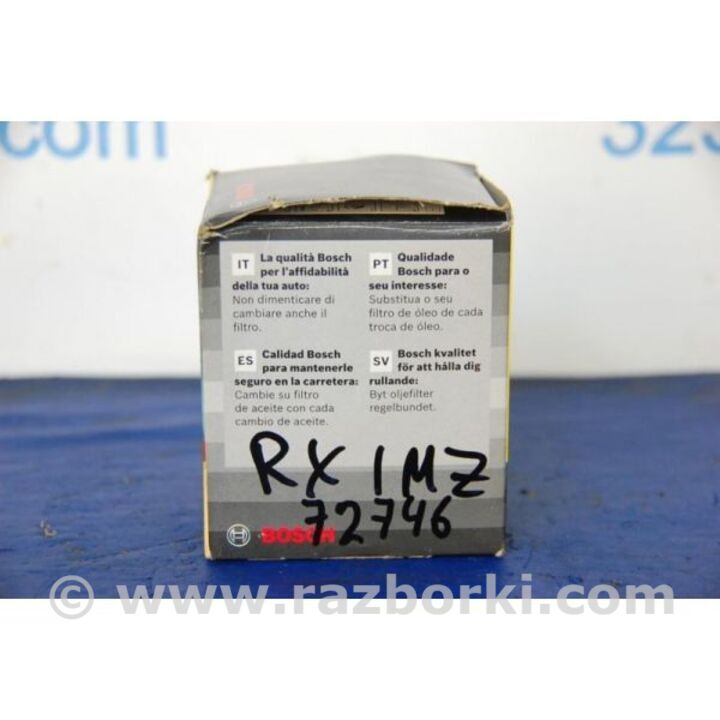 com
323
BOSCH
IT La qualità Bosch
per l'affidabilità
della tua auto:
Non dimenticare di
cambiare anche il
filtro.
PT Qualidade
Bosch para o
seu interesse:
Substitua o seu
filtro de óleo de cada
troca de óleo.
ES Calidad Bosch
para mantenerle
seguro en la carretera:
Cambie su filtro
de aceite con cada
cambio de aceite.
SV Bosch kvalitet
för att hålla dig
rullande:
Byt oljefilter
regelbundet.
RX 1MZ
72746
BOSCH
© www.razborki.com